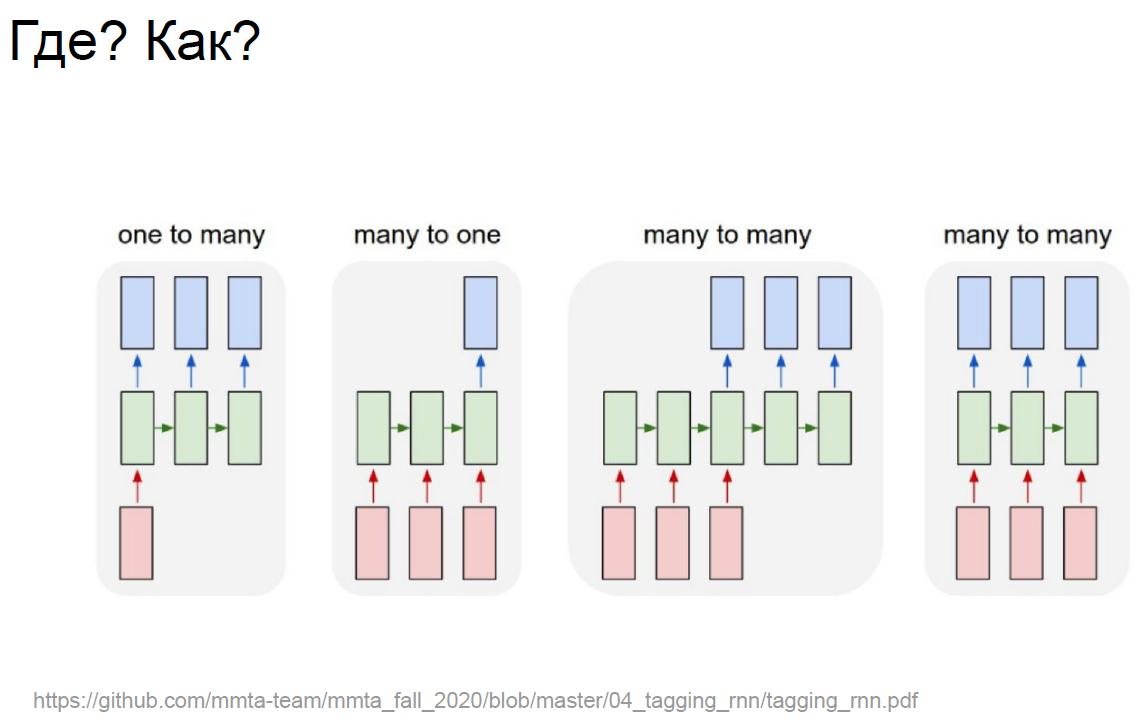 Где? Как?
one to many
many to one
many to many
many to many
https://github.com/mmta-team/mmta_fall_2020/blob/master/04_tagging_rnn/tagging_rnn.pdf